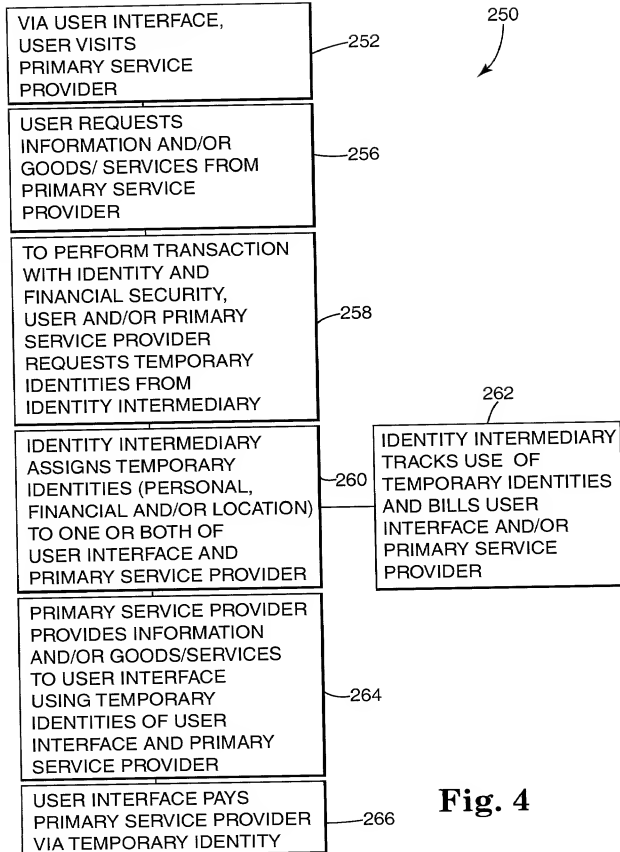 250
VIA USER INTERFACE,
USER VISITS
PRIMARY SERVICE
PROVIDER
252
USER REQUESTS
INFORMATION AND/OR
GOODS/ SERVICES FROM
PRIMARY SERVICE
PROVIDER
256
TO PERFORM TRANSACTION
WITH IDENTITY AND
FINANCIAL SECURITY,
USER AND/OR PRIMARY
SERVICE PROVIDER
REQUESTS TEMPORARY
IDENTITIES FROM
IDENTITY INTERMEDIARY
258
IDENTITY INTERMEDIARY
ASSIGNS TEMPORARY
IDENTITIES (PERSONAL,
FINANCIAL AND/OR LOCATION)
TO ONE OR BOTH OF
USER INTERFACE AND
PRIMARY SERVICE PROVIDER
260
262
IDENTITY INTERMEDIARY
TRACKS USE OF
TEMPORARY IDENTITIES
AND BILLS USER
INTERFACE AND/OR
PRIMARY SERVICE
PROVIDER
PRIMARY SERVICE PROVIDER
PROVIDES INFORMATION
AND/OR GOODS/SERVICES
TO USER INTERFACE
USING TEMPORARY
IDENTITIES OF USER
INTERFACE AND PRIMARY
SERVICE PROVIDER
264
USER INTERFACE PAYS
PRIMARY SERVICE PROVIDER
VIA TEMPORARY IDENTITY
266
Fig. 4